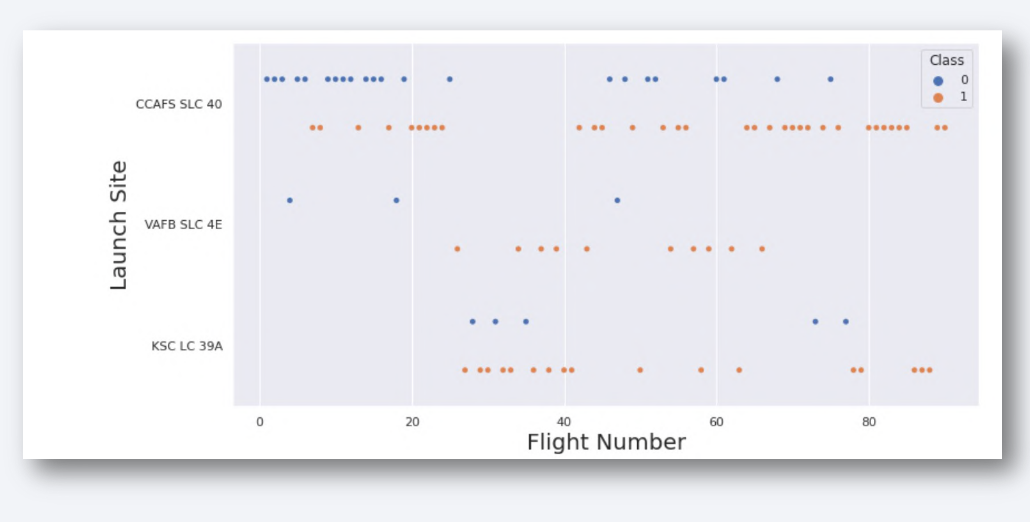 Class
0
1
CCAFS SLC 40
VAFB SLC 4E
KSC LC 39A
Launch Site
0 20 40 60 80
Flight Number